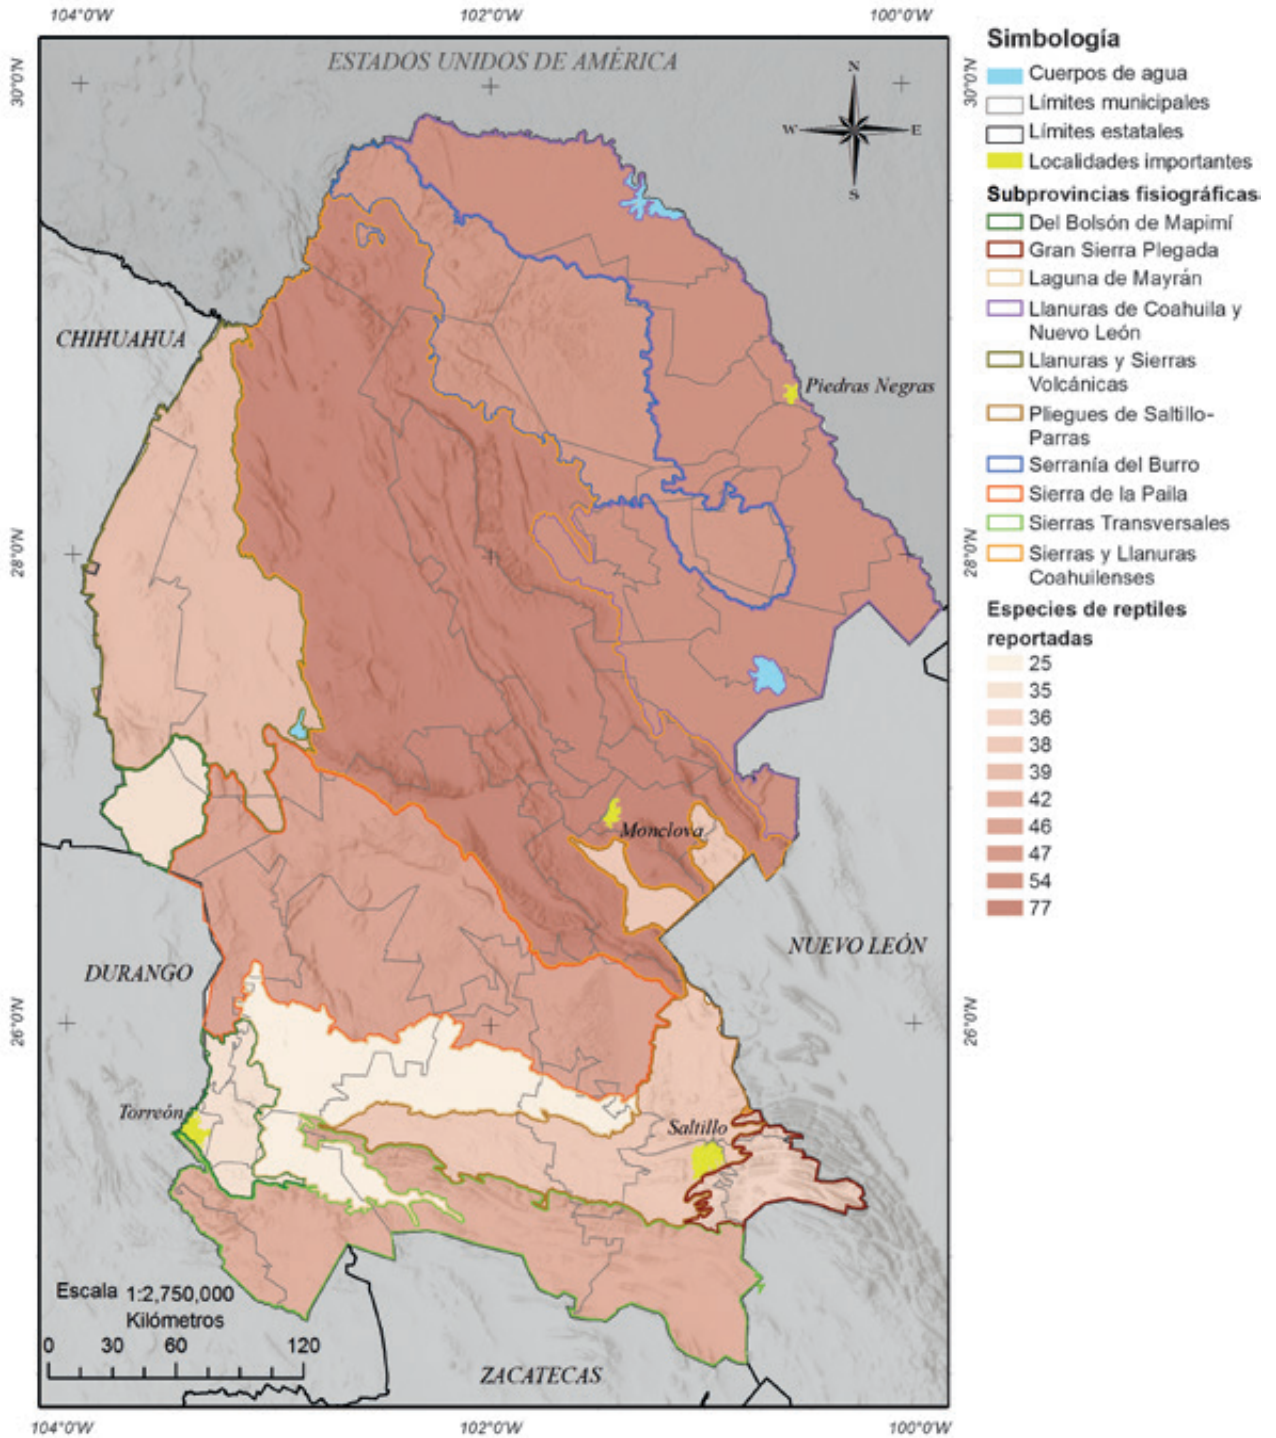 104°0'W 102°0'W 100°0'W
30°0'N 30°0'N
28°0'N 28°0'N
26°0'N 26°0'N
ESTADOS UNIDOS DE AMÉRICA
N
W E
S
CHIHUAHUA
Piedras Negras
Monclova
DURANGO
NUEVO LEÓN
Torreón
Saltillo
ZACATECAS
Escala 1:2,750,000
Kilómetros
0 30 60 120
104°0'W 102°0'W 100°0'W
Simbología
Cuerpos de agua
Límites municipales
Límites estatales
Localidades importantes
Subprovincias fisiográficas
Del Bolsón de Mapimí
Gran Sierra Plegada
Laguna de Mayrán
Llanuras de Coahuila y
Nuevo León
Llanuras y Sierras
Volcánicas
Pliegues de Saltillo-
Parras
Serranía del Burro
Sierra de la Paila
Sierras Transversales
Sierras y Llanuras
Coahuilenses
Especies de reptiles
reportadas
25
35
36
38
39
42
46
47
54
77